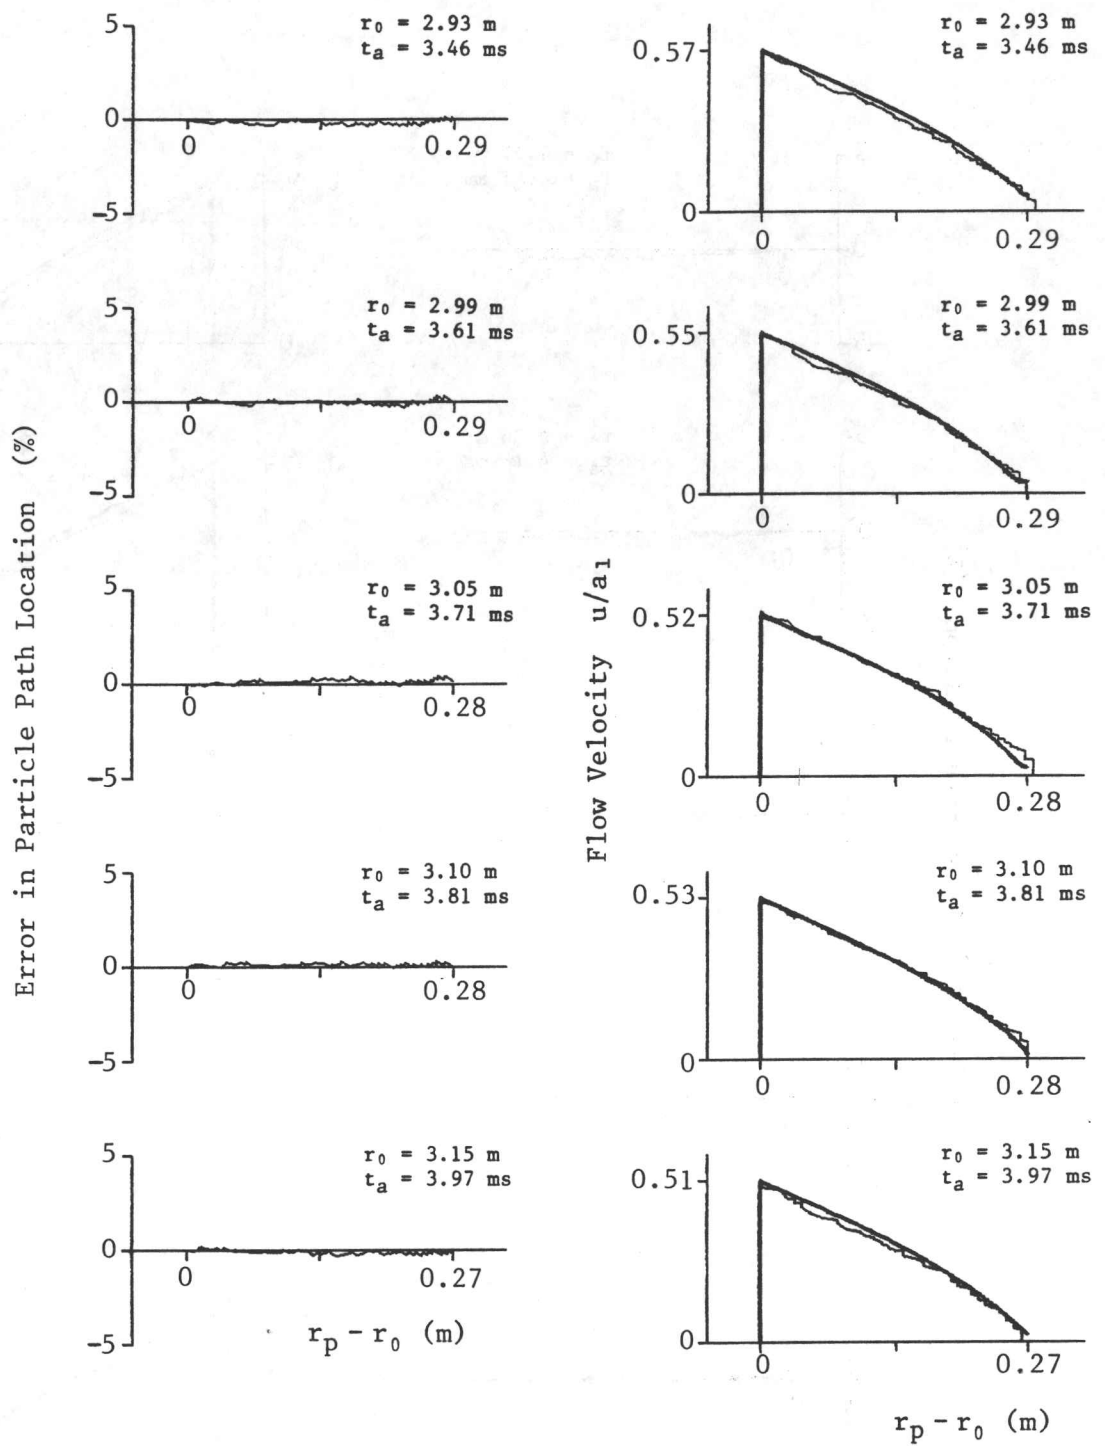 Error in Particle Path Location (%)
5
r₀ = 2.93 m
tₐ = 3.46 ms
0
0
0.29
−5
5
r₀ = 2.99 m
tₐ = 3.61 ms
0
0
0.29
−5
5
r₀ = 3.05 m
tₐ = 3.71 ms
0
0
0.28
−5
5
r₀ = 3.10 m
tₐ = 3.81 ms
0
0
0.28
−5
5
r₀ = 3.15 m
tₐ = 3.97 ms
0
0
0.27
−5
rₚ − r₀ (m)
Flow Velocity u/a₁
r₀ = 2.93 m
tₐ = 3.46 ms
0.57
0
0
0.29
r₀ = 2.99 m
tₐ = 3.61 ms
0.55
0
0
0.29
r₀ = 3.05 m
tₐ = 3.71 ms
0.52
0
0
0.28
r₀ = 3.10 m
tₐ = 3.81 ms
0.53
0
0
0.28
r₀ = 3.15 m
tₐ = 3.97 ms
0.51
0
0
0.27
rₚ − r₀ (m)